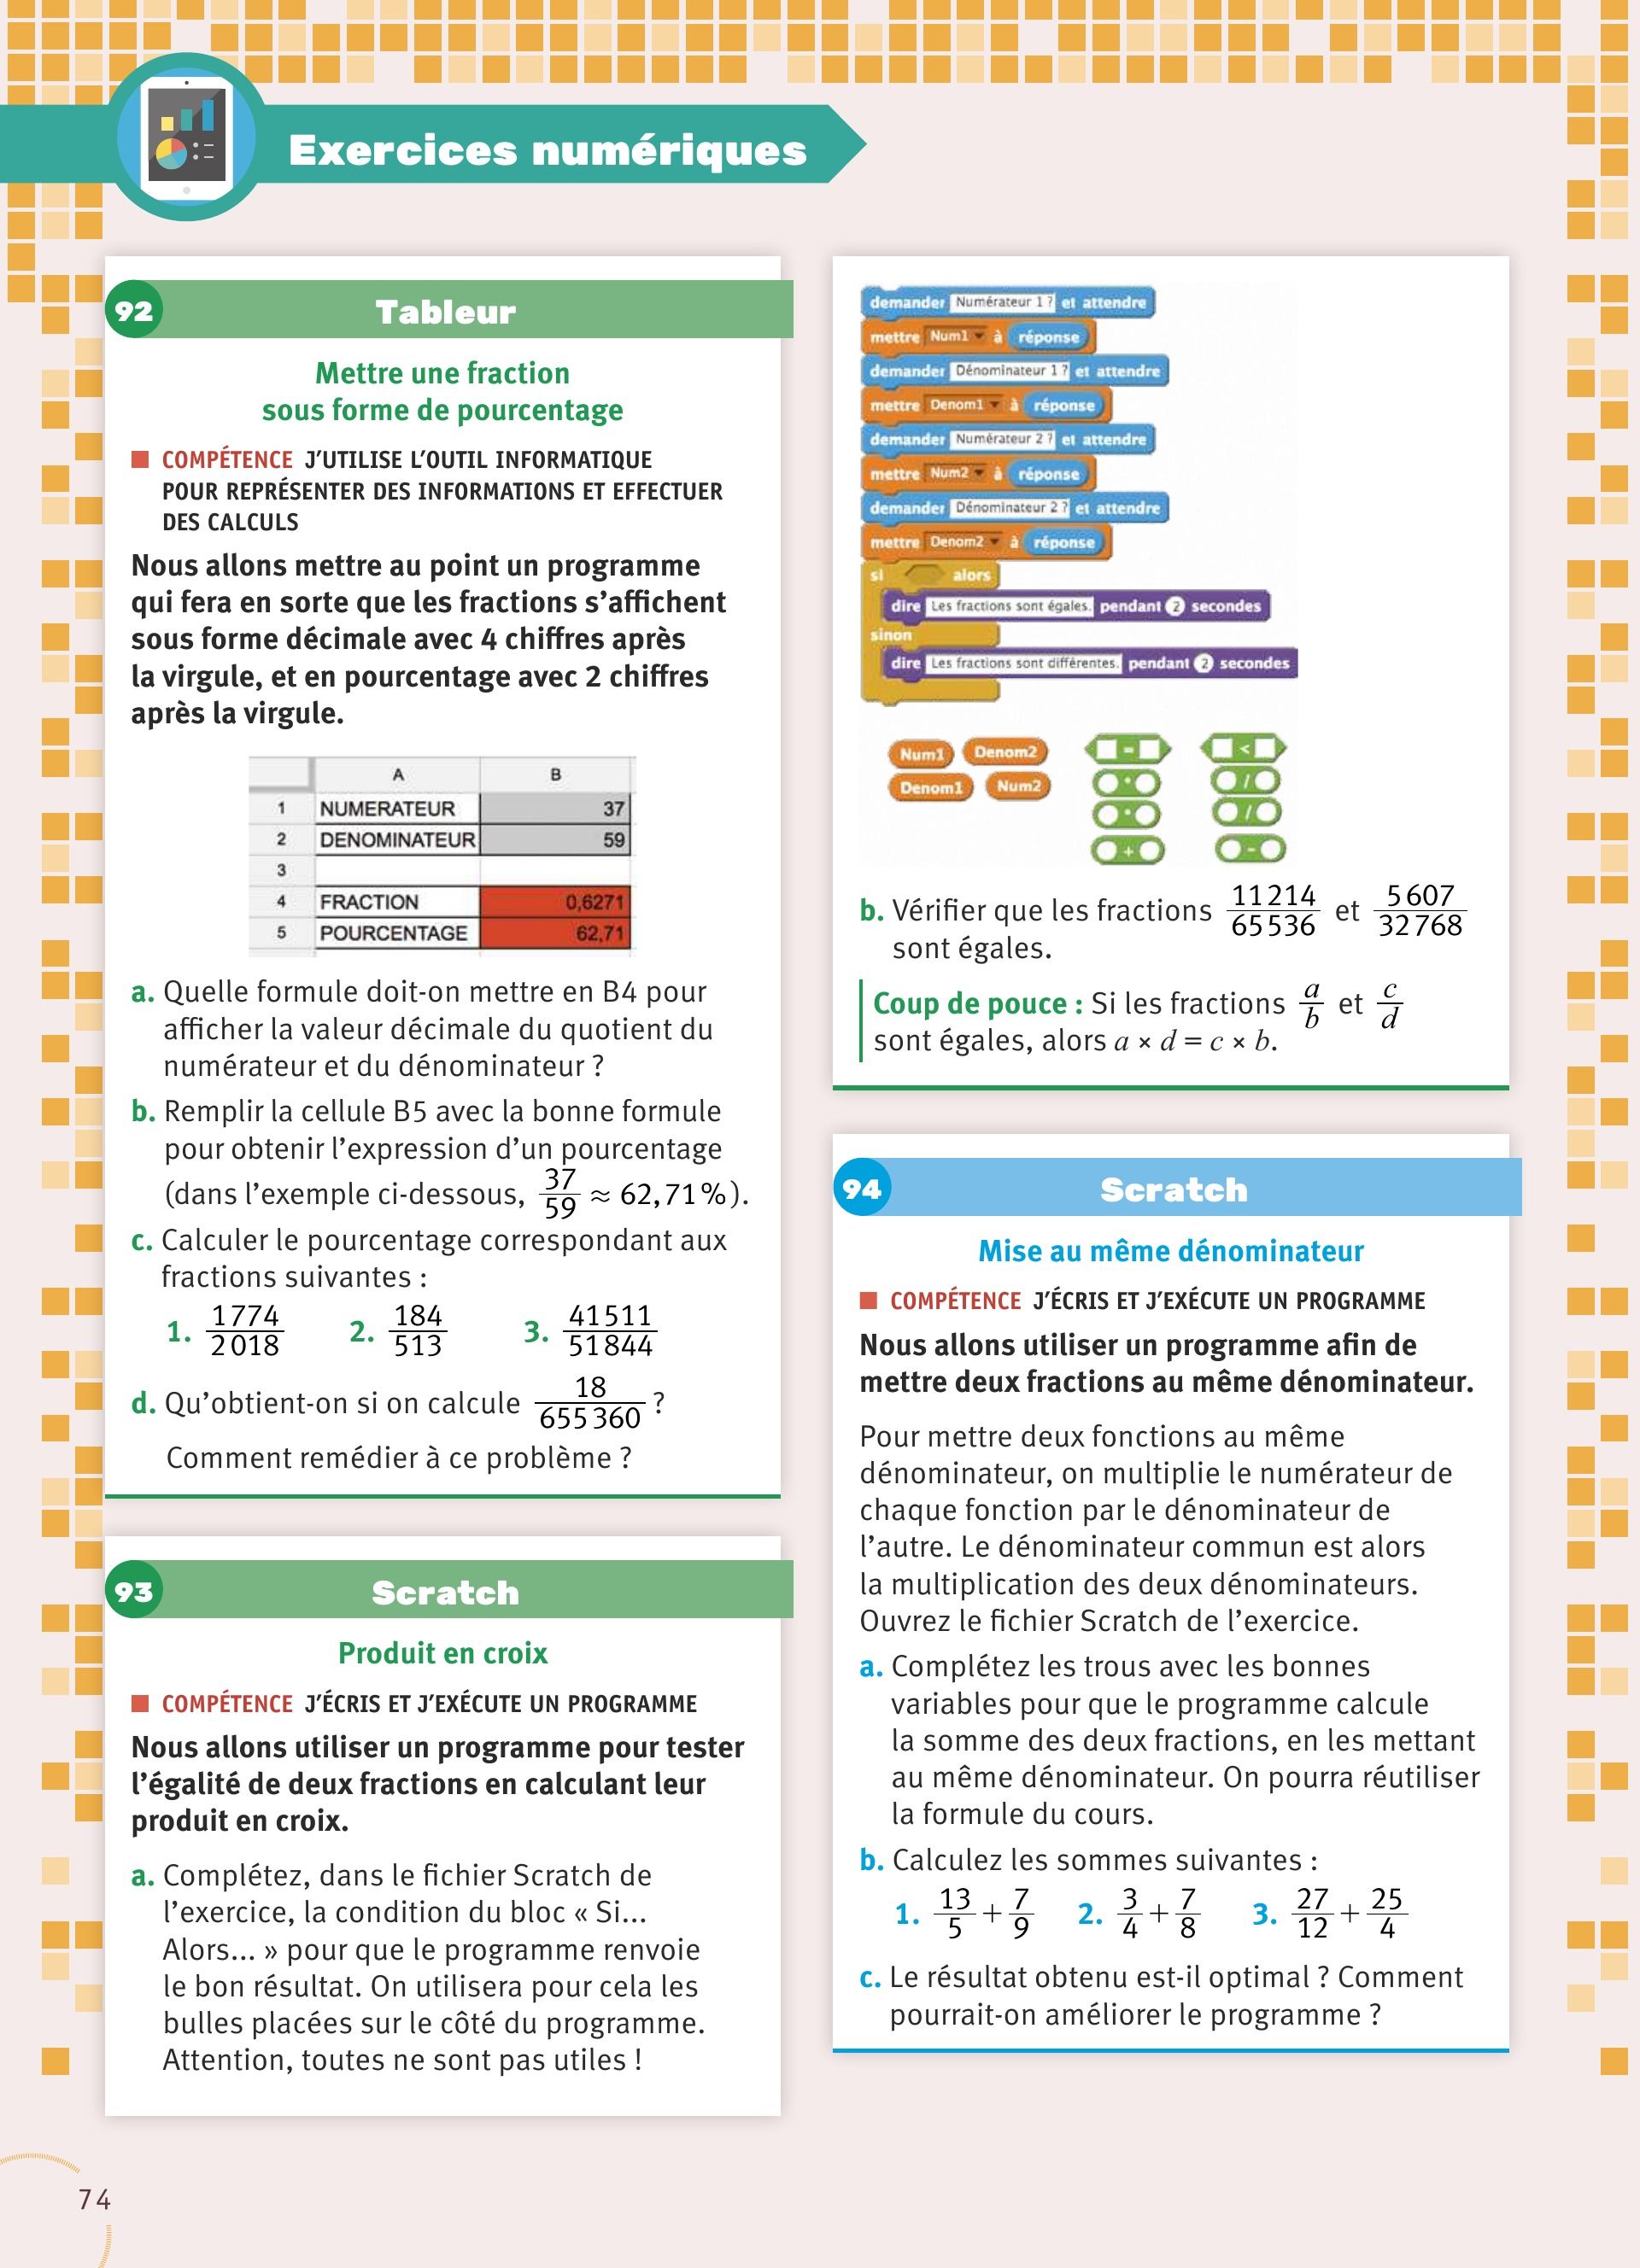 Exercices numériques
92 Tableur
Mettre une fraction
sous forme de pourcentage
COMPÉTENCE J’UTILISE L’OUTIL INFORMATIQUE
POUR REPRÉSENTER DES INFORMATIONS ET EFFECTUER
DES CALCULS
Nous allons mettre au point un programme
qui fera en sorte que les fractions s’affichent
sous forme décimale avec 4 chiffres après
la virgule, et en pourcentage avec 2 chiffres
après la virgule.
A B
1 NUMERATEUR 37
2 DENOMINATEUR 59
3
4 FRACTION 0,6271
5 POURCENTAGE 62,71
a. Quelle formule doit-on mettre en B4 pour
afficher la valeur décimale du quotient du
numérateur et du dénominateur ?
b. Remplir la cellule B5 avec la bonne formule
pour obtenir l’expression d’un pourcentage
(dans l’exemple ci-dessous, 37/59 ≈ 62,71 %).
c. Calculer le pourcentage correspondant aux
fractions suivantes :
1. 1774/2018 2. 184/513 3. 41511/51844
d. Qu’obtient-on si on calcule 18/655360 ?
Comment remédier à ce problème ?
93 Scratch
Produit en croix
COMPÉTENCE J’ÉCRIS ET J’EXÉCUTE UN PROGRAMME
Nous allons utiliser un programme pour tester
l’égalité de deux fractions en calculant leur
produit en croix.
a. Complétez, dans le fichier Scratch de
l’exercice, la condition du bloc « Si...
Alors... » pour que le programme renvoie
le bon résultat. On utilisera pour cela les
bulles placées sur le côté du programme.
Attention, toutes ne sont pas utiles !
demander Numérateur 1 ? et attendre
mettre Num1 à réponse
demander Dénominateur 1 ? et attendre
mettre Denom1 à réponse
demander Numérateur 2 ? et attendre
mettre Num2 à réponse
demander Dénominateur 2 ? et attendre
mettre Denom2 à réponse
si alors
dire Les fractions sont égales. pendant 2 secondes
sinon
dire Les fractions sont différentes. pendant 2 secondes
Num1 Denom2 = <
Denom1 Num2 * /
* /
+ -
b. Vérifier que les fractions 11214/65536 et 5607/32768
sont égales.
Coup de pouce : Si les fractions a/b et c/d
sont égales, alors a × d = c × b.
94 Scratch
Mise au même dénominateur
COMPÉTENCE J’ÉCRIS ET J’EXÉCUTE UN PROGRAMME
Nous allons utiliser un programme afin de
mettre deux fractions au même dénominateur.
Pour mettre deux fonctions au même
dénominateur, on multiplie le numérateur de
chaque fonction par le dénominateur de
l’autre. Le dénominateur commun est alors
la multiplication des deux dénominateurs.
Ouvrez le fichier Scratch de l’exercice.
a. Complétez les trous avec les bonnes
variables pour que le programme calcule
la somme des deux fractions, en les mettant
au même dénominateur. On pourra réutiliser
la formule du cours.
b. Calculez les sommes suivantes :
1. 13/5 + 7/9 2. 3/4 + 7/8 3. 27/12 + 25/4
c. Le résultat obtenu est-il optimal ? Comment
pourrait-on améliorer le programme ?
74